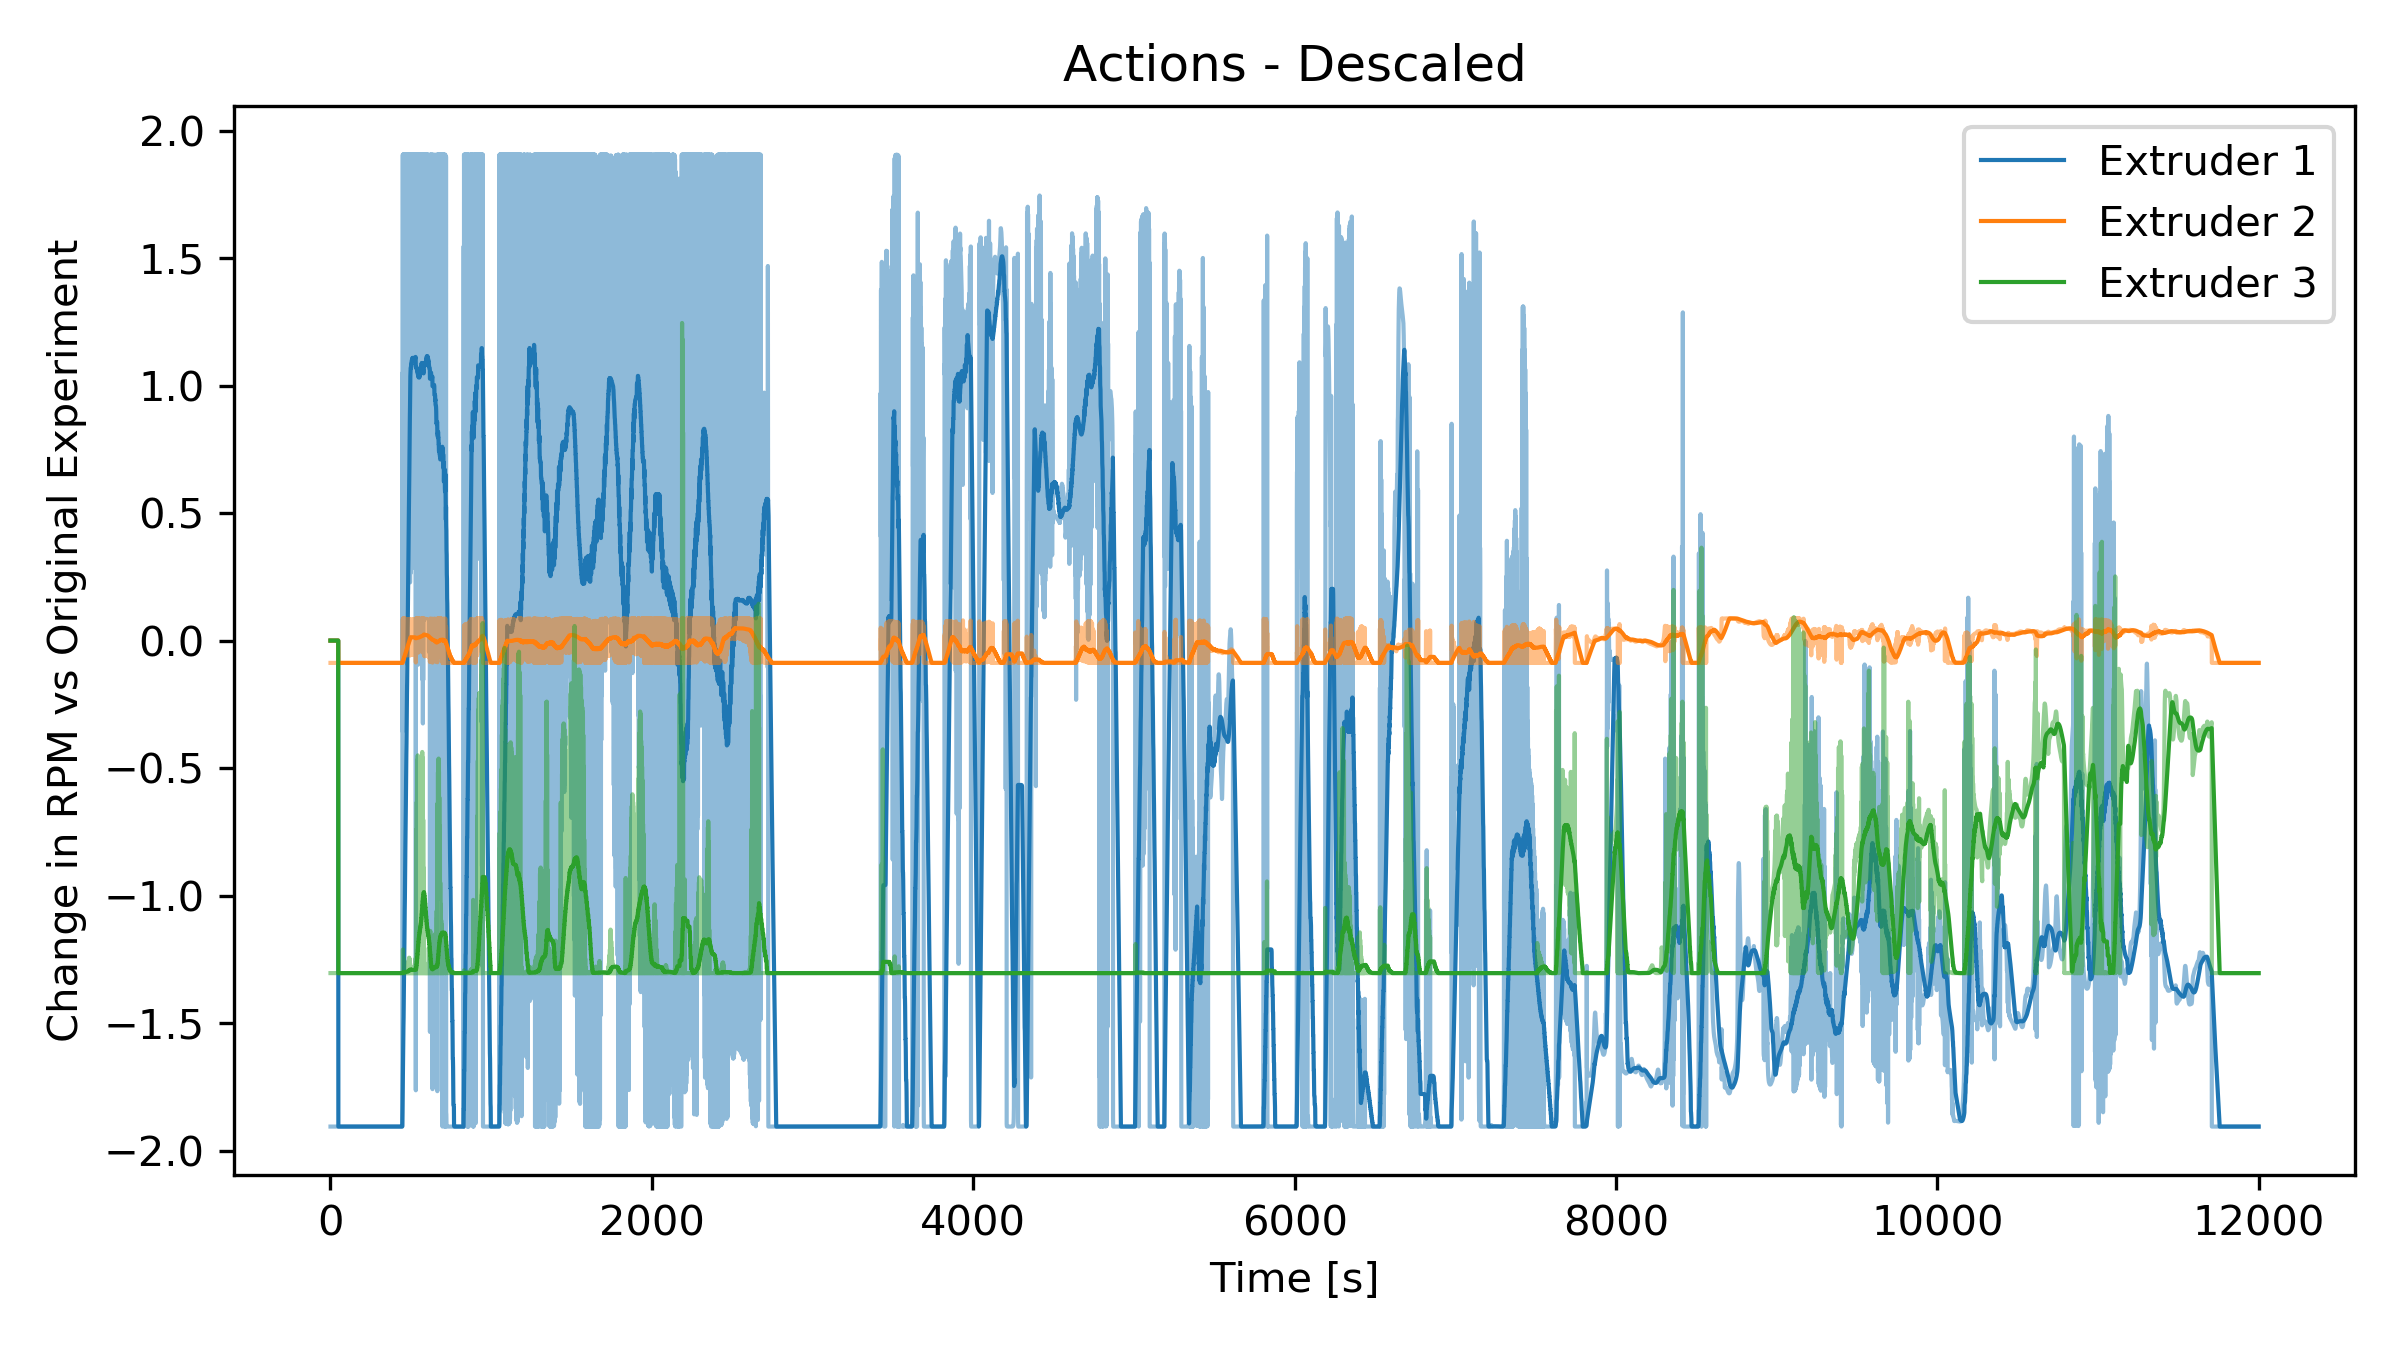 Actions - Descaled
Change in RPM vs Original Experiment
2.0
1.5
1.0
0.5
0.0
−0.5
−1.0
−1.5
−2.0
Extruder 1
Extruder 2
Extruder 3
0 2000 4000 6000 8000 10000 12000
Time [s]